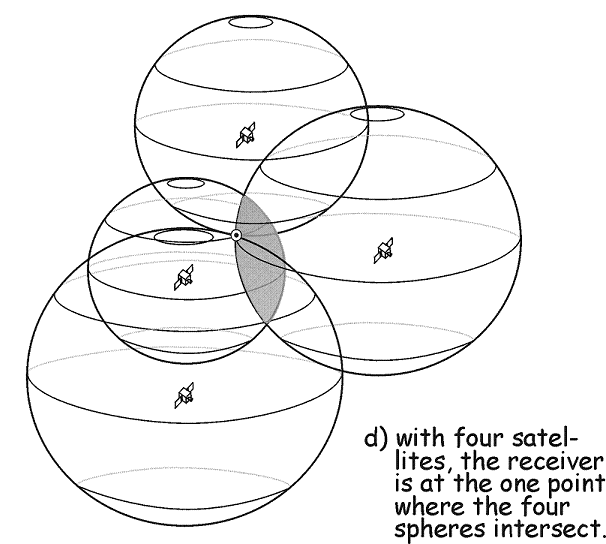 d) with four satel-
lites, the receiver
is at the one point
where the four
spheres intersect.